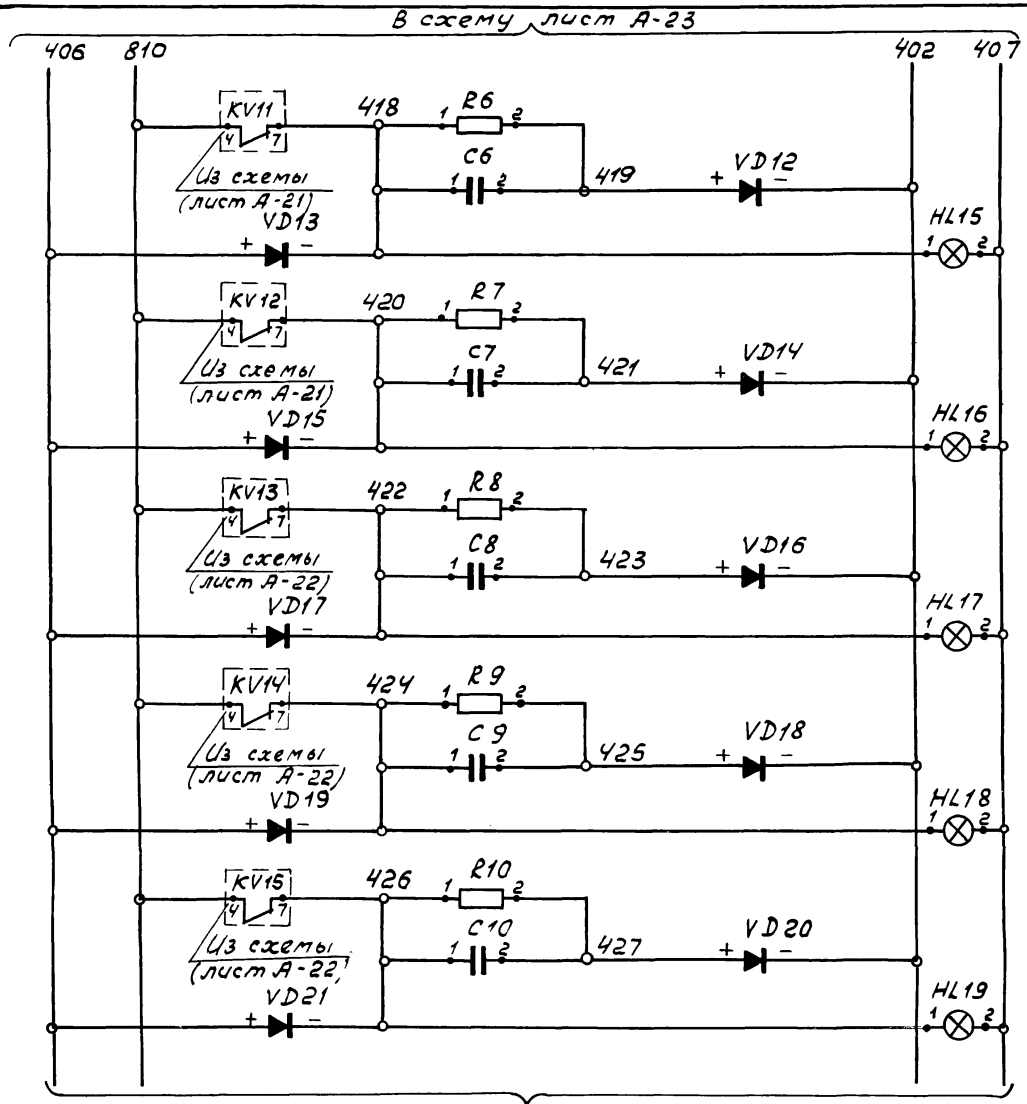 В схему лист А-23
406 810 402 407
KV11 418 1 R6 2
4 7 C6
1 2 419 + VD12 -
Из схемы
(лист А-21)
VD13 HL15
+ - 1 2
KV12 420 1 R7 2
4 7 C7
1 2 421 + VD14 -
Из схемы
(лист А-21)
VD15 HL16
+ - 1 2
KV13 422 1 R8 2
4 7 C8
1 2 423 + VD16 -
Из схемы
(лист А-22)
VD17 HL17
+ - 1 2
KV14 424 1 R9 2
4 7 C9
1 2 425 + VD18 -
Из схемы
(лист А-22)
VD19 HL18
+ - 1 2
KV15 426 1 R10 2
4 7 C10
1 2 427 + VD20 -
Из схемы
(лист А-22)
VD21 HL19
+ - 1 2